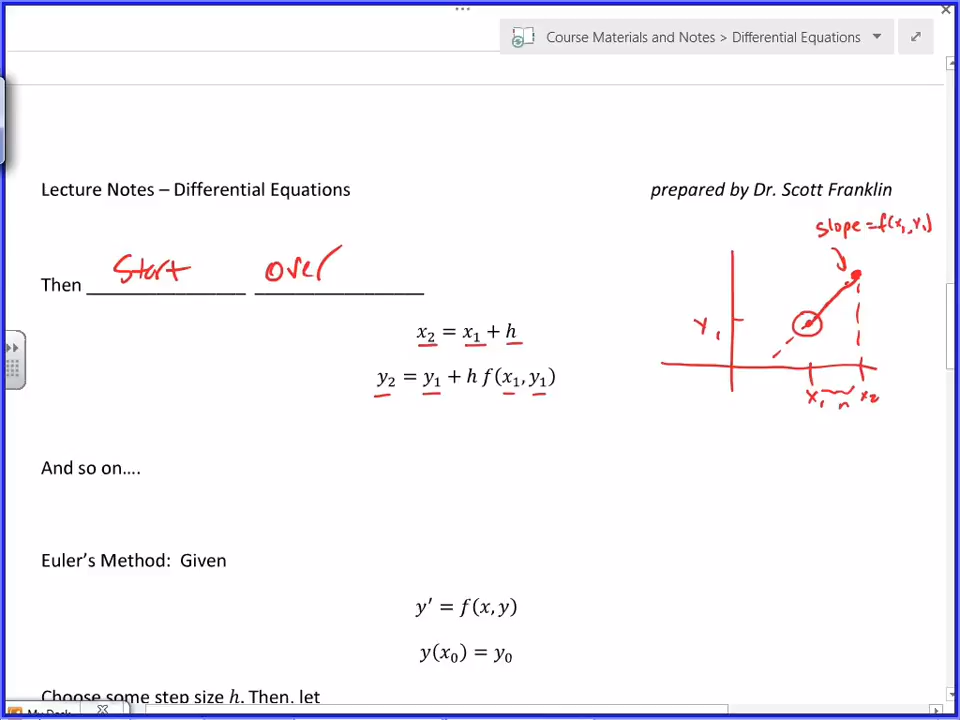 Course Materials and Notes > Differential Equations
Lecture Notes – Differential Equations
prepared by Dr. Scott Franklin
slope = f(x₁, y₁)
Then Start over
x₂ = x₁ + h
y₁
y₂ = y₁ + h f(x₁, y₁)
x₁ h x₂
And so on….
Euler's Method: Given
y′ = f(x, y)
y(x₀) = y₀
Choose some step size h. Then, let
My Desk